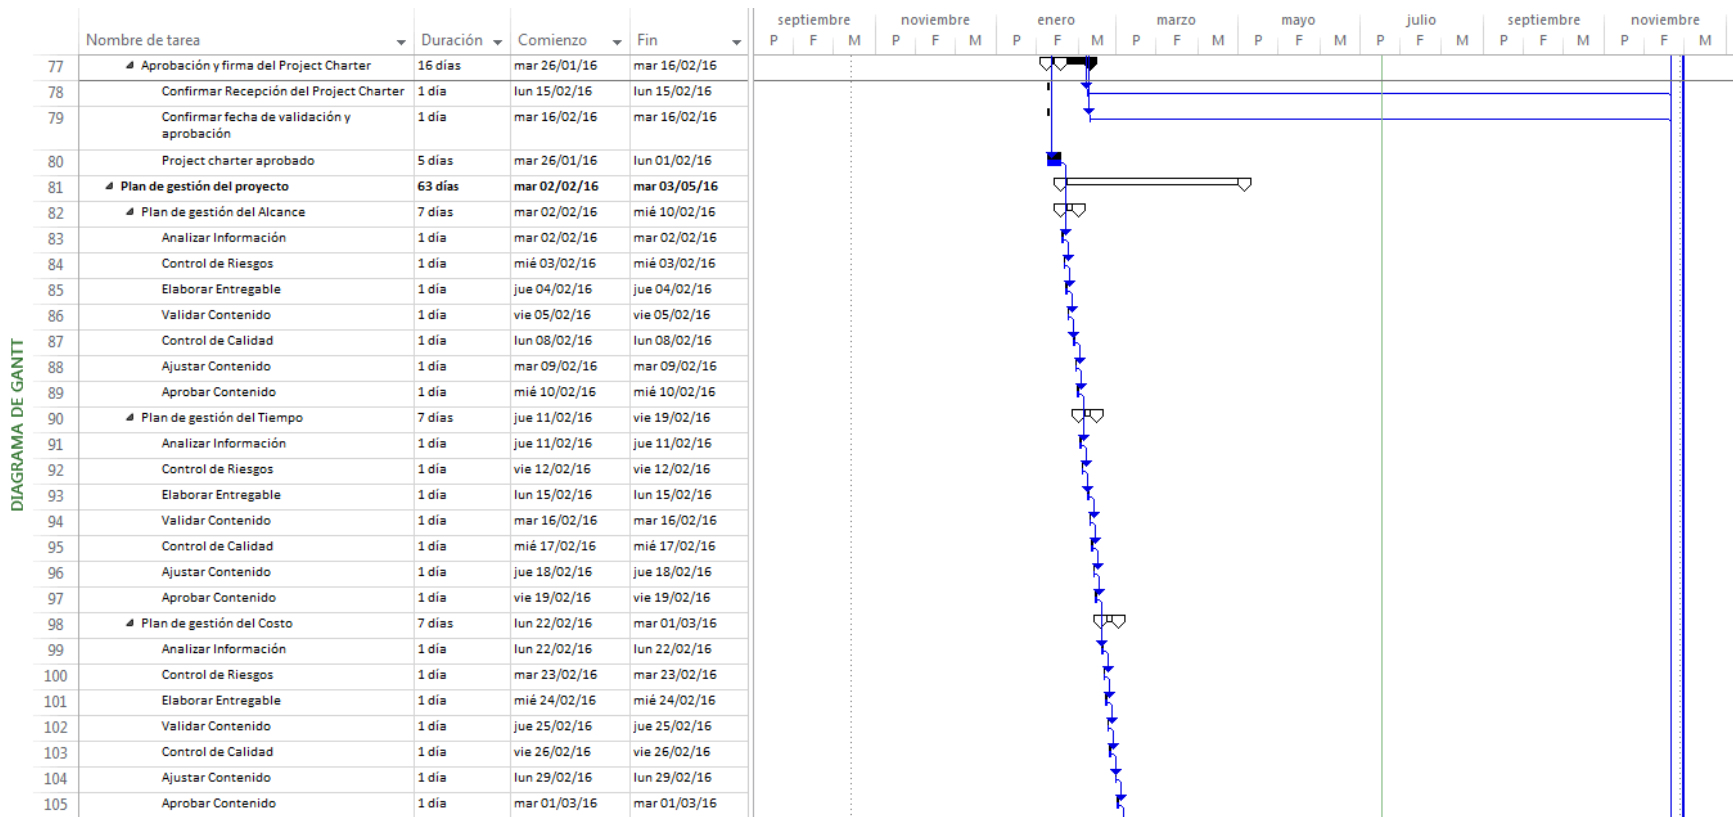 septiembre noviembre enero marzo mayo julio septiembre noviembre
Nombre de tarea Duración Comienzo Fin P F M P F M P F M P F M P F M P F M P F M P F M
77 Aprobación y firma del Project Charter 16 días mar 26/01/16 mar 16/02/16
78 Confirmar Recepción del Project Charter 1 día lun 15/02/16 lun 15/02/16
79 Confirmar fecha de validación y 1 día mar 16/02/16 mar 16/02/16
aprobación
80 Project charter aprobado 5 días mar 26/01/16 lun 01/02/16
81 Plan de gestión del proyecto 63 días mar 02/02/16 mar 03/05/16
82 Plan de gestión del Alcance 7 días mar 02/02/16 mié 10/02/16
83 Analizar Información 1 día mar 02/02/16 mar 02/02/16
84 Control de Riesgos 1 día mié 03/02/16 mié 03/02/16
85 Elaborar Entregable 1 día jue 04/02/16 jue 04/02/16
86 Validar Contenido 1 día vie 05/02/16 vie 05/02/16
87 Control de Calidad 1 día lun 08/02/16 lun 08/02/16
88 Ajustar Contenido 1 día mar 09/02/16 mar 09/02/16
89 Aprobar Contenido 1 día mié 10/02/16 mié 10/02/16
90 Plan de gestión del Tiempo 7 días jue 11/02/16 vie 19/02/16
91 Analizar Información 1 día jue 11/02/16 jue 11/02/16
92 Control de Riesgos 1 día vie 12/02/16 vie 12/02/16
93 Elaborar Entregable 1 día lun 15/02/16 lun 15/02/16
94 Validar Contenido 1 día mar 16/02/16 mar 16/02/16
95 Control de Calidad 1 día mié 17/02/16 mié 17/02/16
96 Ajustar Contenido 1 día jue 18/02/16 jue 18/02/16
97 Aprobar Contenido 1 día vie 19/02/16 vie 19/02/16
98 Plan de gestión del Costo 7 días lun 22/02/16 mar 01/03/16
99 Analizar Información 1 día lun 22/02/16 lun 22/02/16
100 Control de Riesgos 1 día mar 23/02/16 mar 23/02/16
101 Elaborar Entregable 1 día mié 24/02/16 mié 24/02/16
102 Validar Contenido 1 día jue 25/02/16 jue 25/02/16
103 Control de Calidad 1 día vie 26/02/16 vie 26/02/16
104 Ajustar Contenido 1 día lun 29/02/16 lun 29/02/16
105 Aprobar Contenido 1 día mar 01/03/16 mar 01/03/16
DIAGRAMA DE GANTT